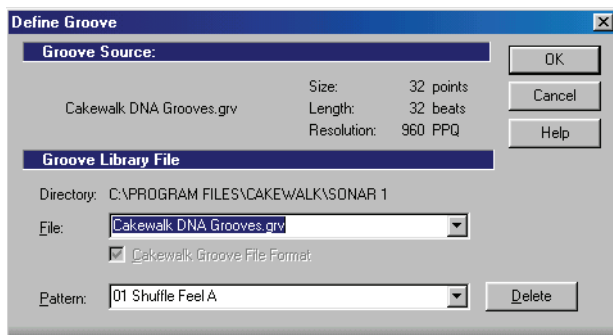 Define Groove
Groove Source:
OK
Size: 32 points
Cakewalk DNA Grooves.grv
Length: 32 beats
Cancel
Resolution: 960 PPQ
Help
Groove Library File
Directory: C:\PROGRAM FILES\CAKEWALK\SONAR 1
File: Cakewalk DNA Grooves.grv
Cakewalk Groove File Format
Pattern: 01 Shuffle Feel A
Delete